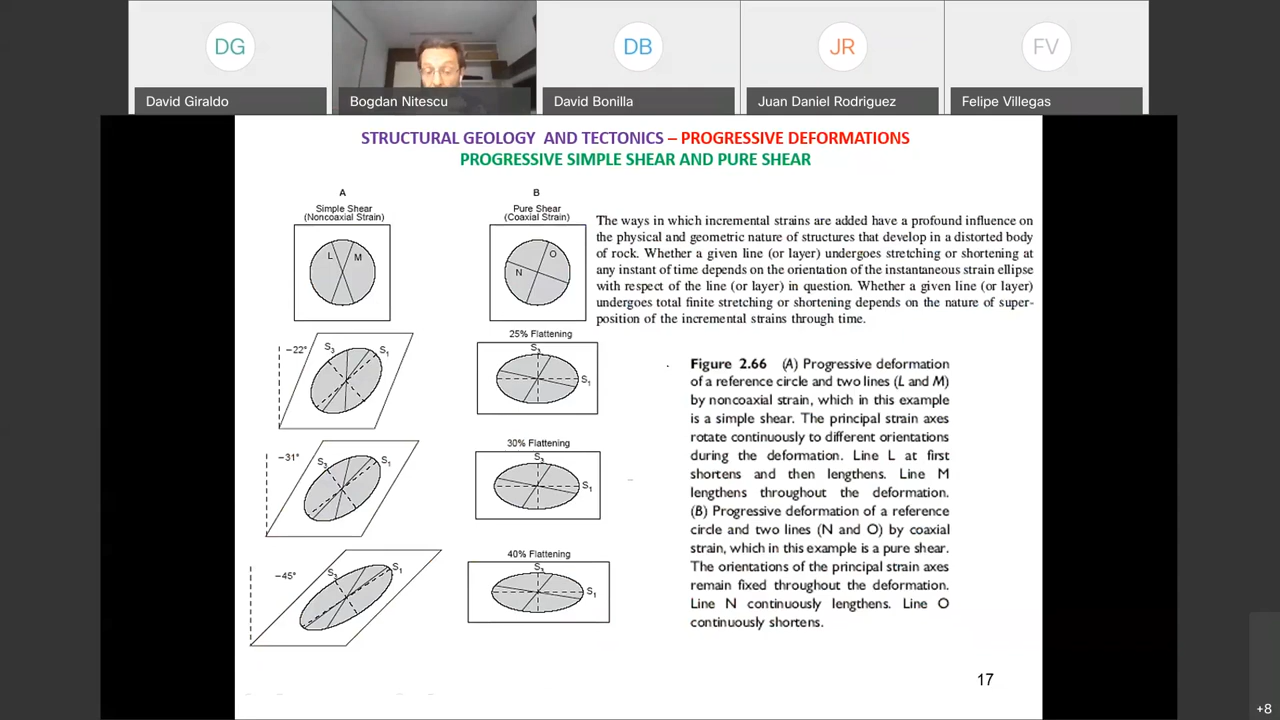 DG
DB
JR
FV
David Giraldo
Bogdan Nitescu
David Bonilla
Juan Daniel Rodriguez
Felipe Villegas
STRUCTURAL GEOLOGY AND TECTONICS – PROGRESSIVE DEFORMATIONS
PROGRESSIVE SIMPLE SHEAR AND PURE SHEAR
A
Simple Shear
(Noncoaxial Strain)
L M
−22°
S3 S1
−31°
S3 S1
−45°
S3 S1
B
Pure Shear
(Coaxial Strain)
O
N
25% Flattening
S3
S1
30% Flattening
S3
S1
40% Flattening
S3
S1
The ways in which incremental strains are added have a profound influence on
the physical and geometric nature of structures that develop in a distorted body
of rock. Whether a given line (or layer) undergoes stretching or shortening at
any instant of time depends on the orientation of the instantaneous strain ellipse
with respect of the line (or layer) in question. Whether a given line (or layer)
undergoes total finite stretching or shortening depends on the nature of super-
position of the incremental strains through time.
Figure 2.66 (A) Progressive deformation
of a reference circle and two lines (L and M)
by noncoaxial strain, which in this example
is a simple shear. The principal strain axes
rotate continuously to different orientations
during the deformation. Line L at first
shortens and then lengthens. Line M
lengthens throughout the deformation.
(B) Progressive deformation of a reference
circle and two lines (N and O) by coaxial
strain, which in this example is a pure shear.
The orientations of the principal strain axes
remain fixed throughout the deformation.
Line N continuously lengthens. Line O
continuously shortens.
17
+8